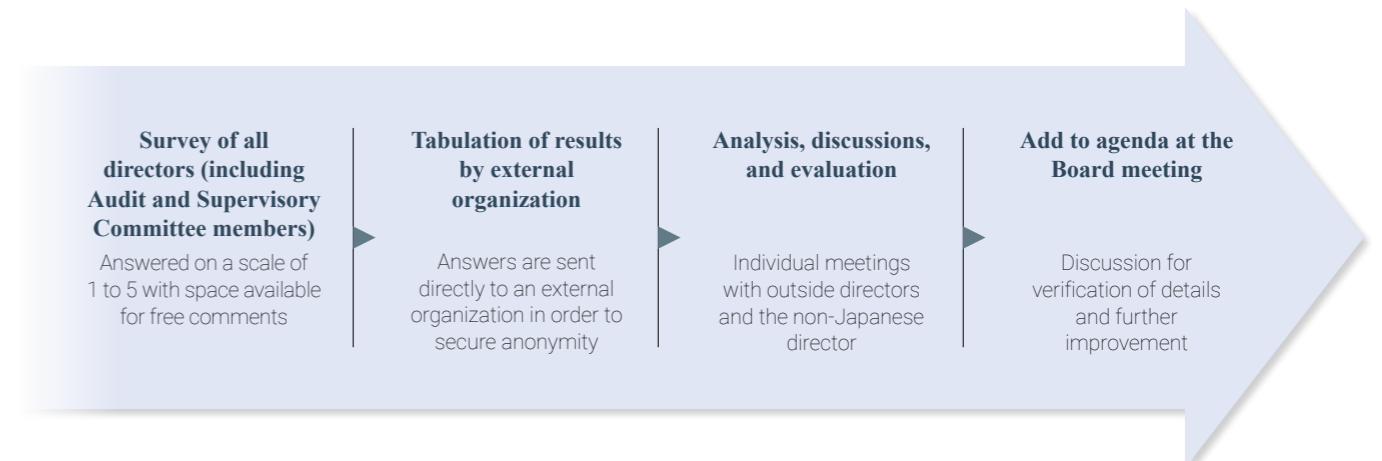 Survey of all
directors (including
Audit and Supervisory
Committee members)
Answered on a scale of
1 to 5 with space available
for free comments
Tabulation of results
by external
organization
Answers are sent
directly to an external
organization in order to
secure anonymity
Analysis, discussions,
and evaluation
Individual meetings
with outside directors
and the non-Japanese
director
Add to agenda at the
Board meeting
Discussion for
verification of details
and further
improvement